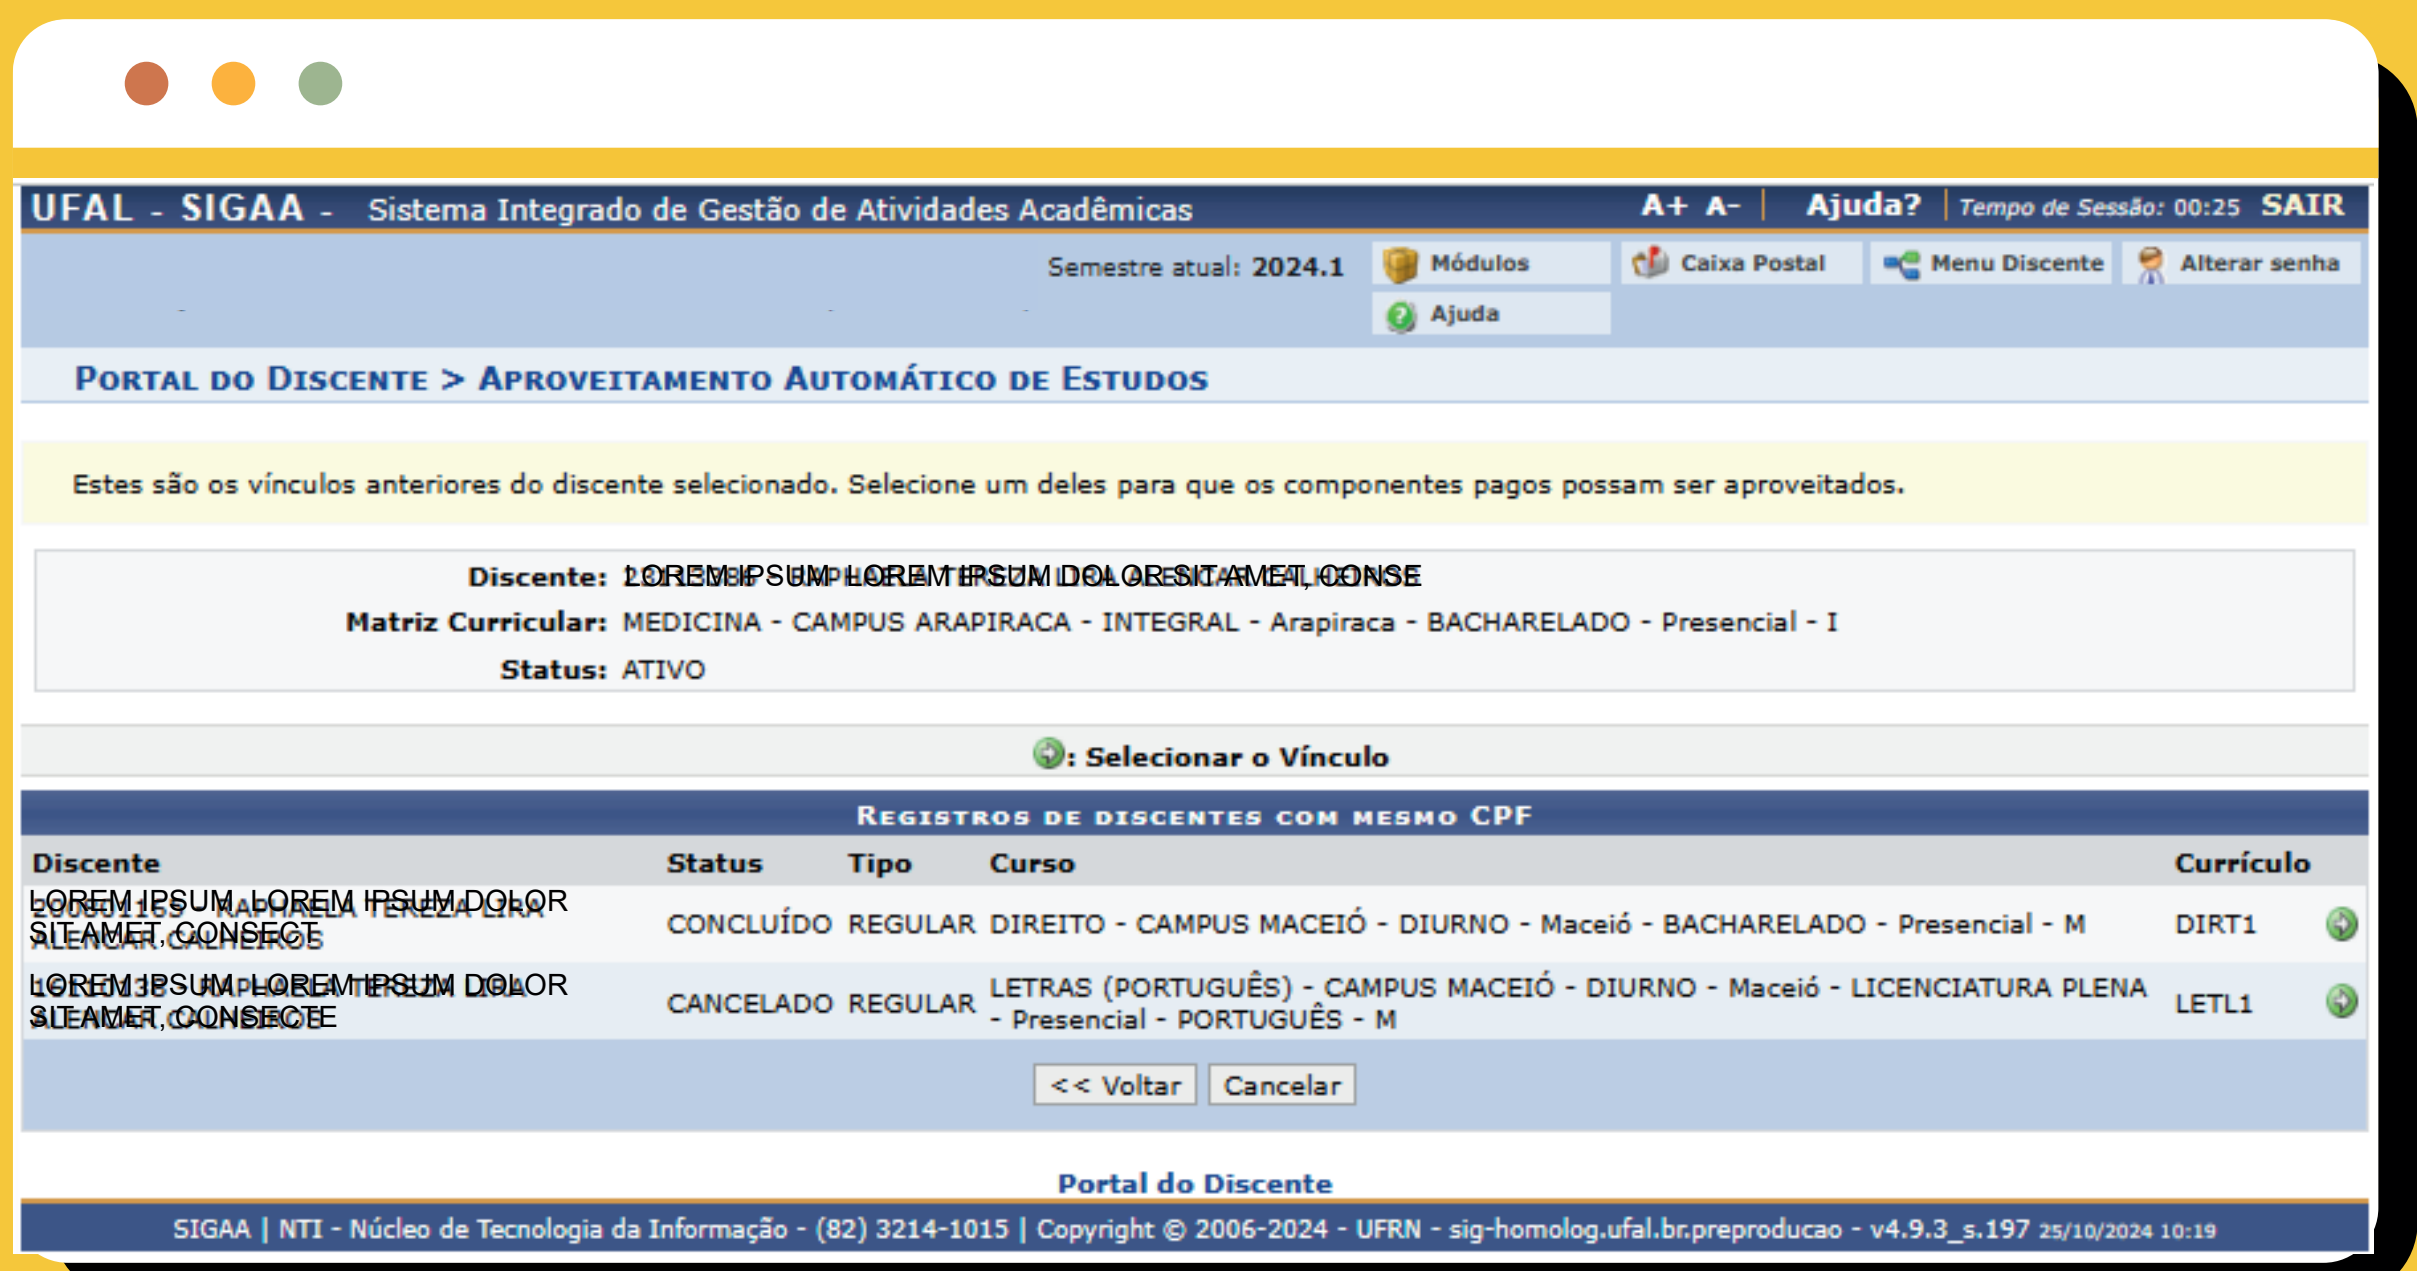 UFAL - SIGAA - Sistema Integrado de Gestão de Atividades Acadêmicas
A+ A- | Ajuda? | Tempo de Sessão: 00:25 SAIR
Semestre atual: 2024.1
Módulos
Caixa Postal
Menu Discente
Alterar senha
Ajuda
PORTAL DO DISCENTE > APROVEITAMENTO AUTOMÁTICO DE ESTUDOS
Estes são os vínculos anteriores do discente selecionado. Selecione um deles para que os componentes pagos possam ser aproveitados.
Discente: LOREM IPSUM LOREM IPSUM DOLOR SIT AMET, CONSE
Matriz Curricular: MEDICINA - CAMPUS ARAPIRACA - INTEGRAL - Arapiraca - BACHARELADO - Presencial - I
Status: ATIVO
: Selecionar o Vínculo
REGISTROS DE DISCENTES COM MESMO CPF
Discente Status Tipo Curso Currículo
LOREM IPSUM LOREM IPSUM DOLOR
SIT AMET, CONSECT
CONCLUÍDO REGULAR DIREITO - CAMPUS MACEIÓ - DIURNO - Maceió - BACHARELADO - Presencial - M DIRT1
LOREM IPSUM LOREM IPSUM DOLOR
SIT AMET, CONSECTE
CANCELADO REGULAR LETRAS (PORTUGUÊS) - CAMPUS MACEIÓ - DIURNO - Maceió - LICENCIATURA PLENA
- Presencial - PORTUGUÊS - M LETL1
<< Voltar Cancelar
Portal do Discente
SIGAA | NTI - Núcleo de Tecnologia da Informação - (82) 3214-1015 | Copyright © 2006-2024 - UFRN - sig-homolog.ufal.br.preproducao - v4.9.3_s.197 25/10/2024 10:19